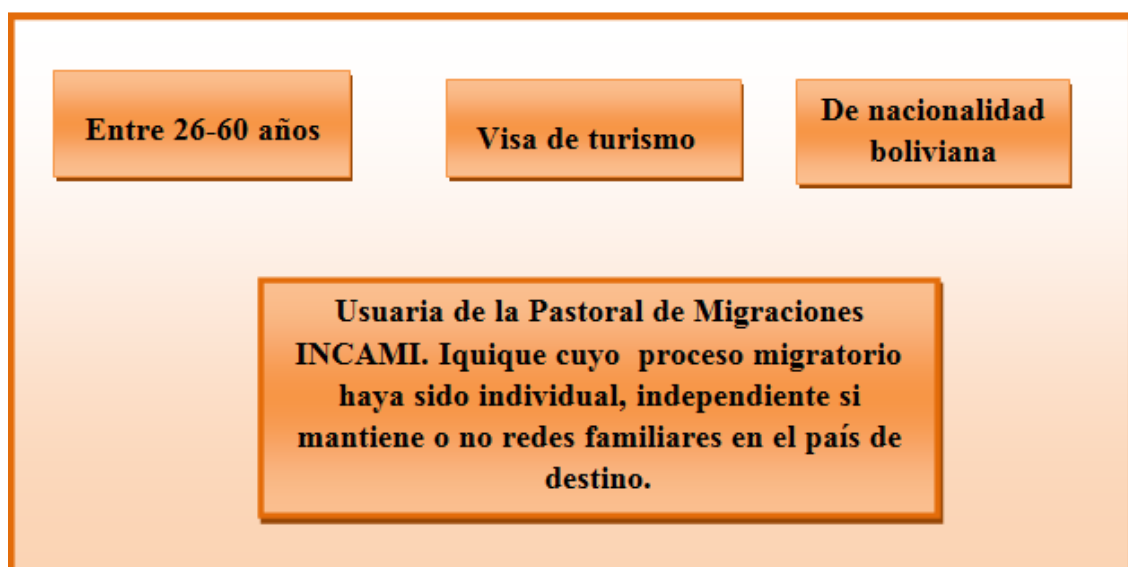 Entre 26-60 años
Visa de turismo
De nacionalidad
boliviana
Usuaria de la Pastoral de Migraciones
INCAMI. Iquique cuyo proceso migratorio
haya sido individual, independiente si
mantiene o no redes familiares en el país de
destino.